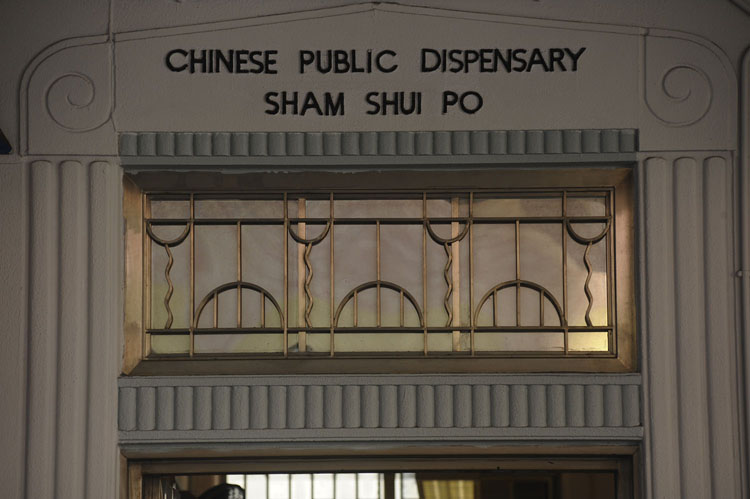 CHINESE PUBLIC DISPENSARY
SHAM SHUI PO